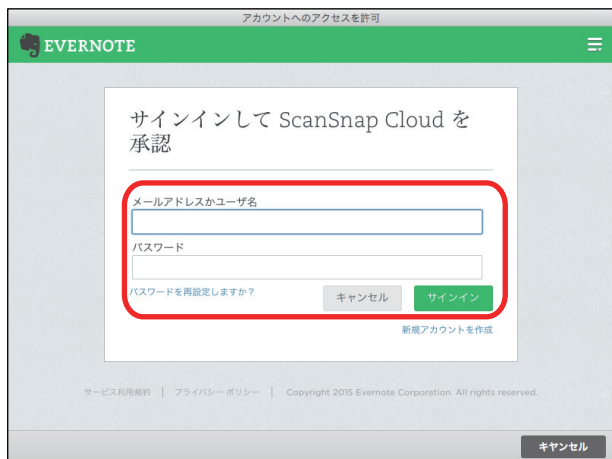 アカウントへのアクセスを許可
EVERNOTE
サインインして ScanSnap Cloud を
承認
メールアドレスかユーザ名
パスワード
パスワードを再設定しますか？
キャンセル
サインイン
新規アカウントを作成
サービス利用規約 | プライバシー ポリシー | Copyright 2015 Evernote Corporation. All rights reserved.
キャンセル